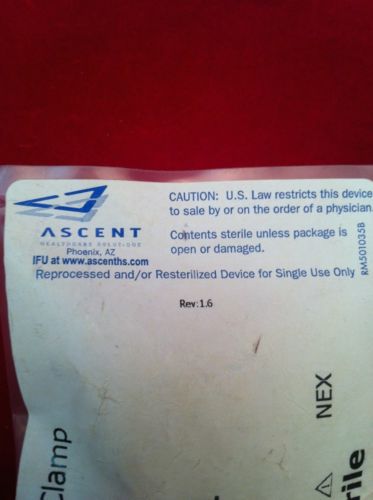 CAUTION: U.S. Law restricts this device
to sale by or on the order of a physician.
Contents sterile unless package is
open or damaged.
ASCENT
HEALTHCARE SOLUTIONS
Phoenix, AZ
IFU at www.ascenths.com
Reprocessed and/or Resterilized Device for Single Use Only
RM501035B
Rev:1.6
Clamp
NEX
rile